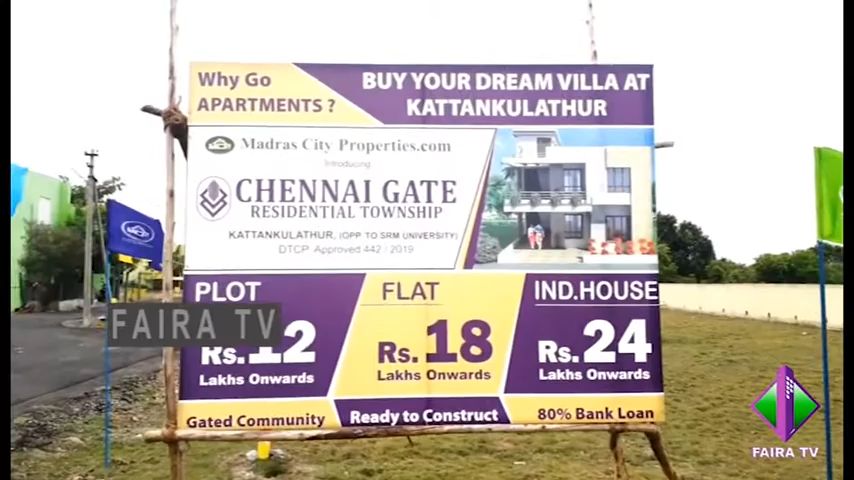 Why Go
APARTMENTS ?
BUY YOUR DREAM VILLA AT
KATTANKULATHUR
MADRAS CITY PROPERTIES.COM
Introducing
CHENNAI GATE
RESIDENTIAL TOWNSHIP
KATTANKULATHUR, (OPP TO SRM UNIVERSITY)
DTCP Approval 442 / 2019
PLOT
Rs. 12
Lakhs Onwards
FLAT
Rs. 18
Lakhs Onwards
IND.HOUSE
Rs. 24
Lakhs Onwards
Gated Community
Ready to Construct
80% Bank Loan
FAIRA TV
FAIRA TV